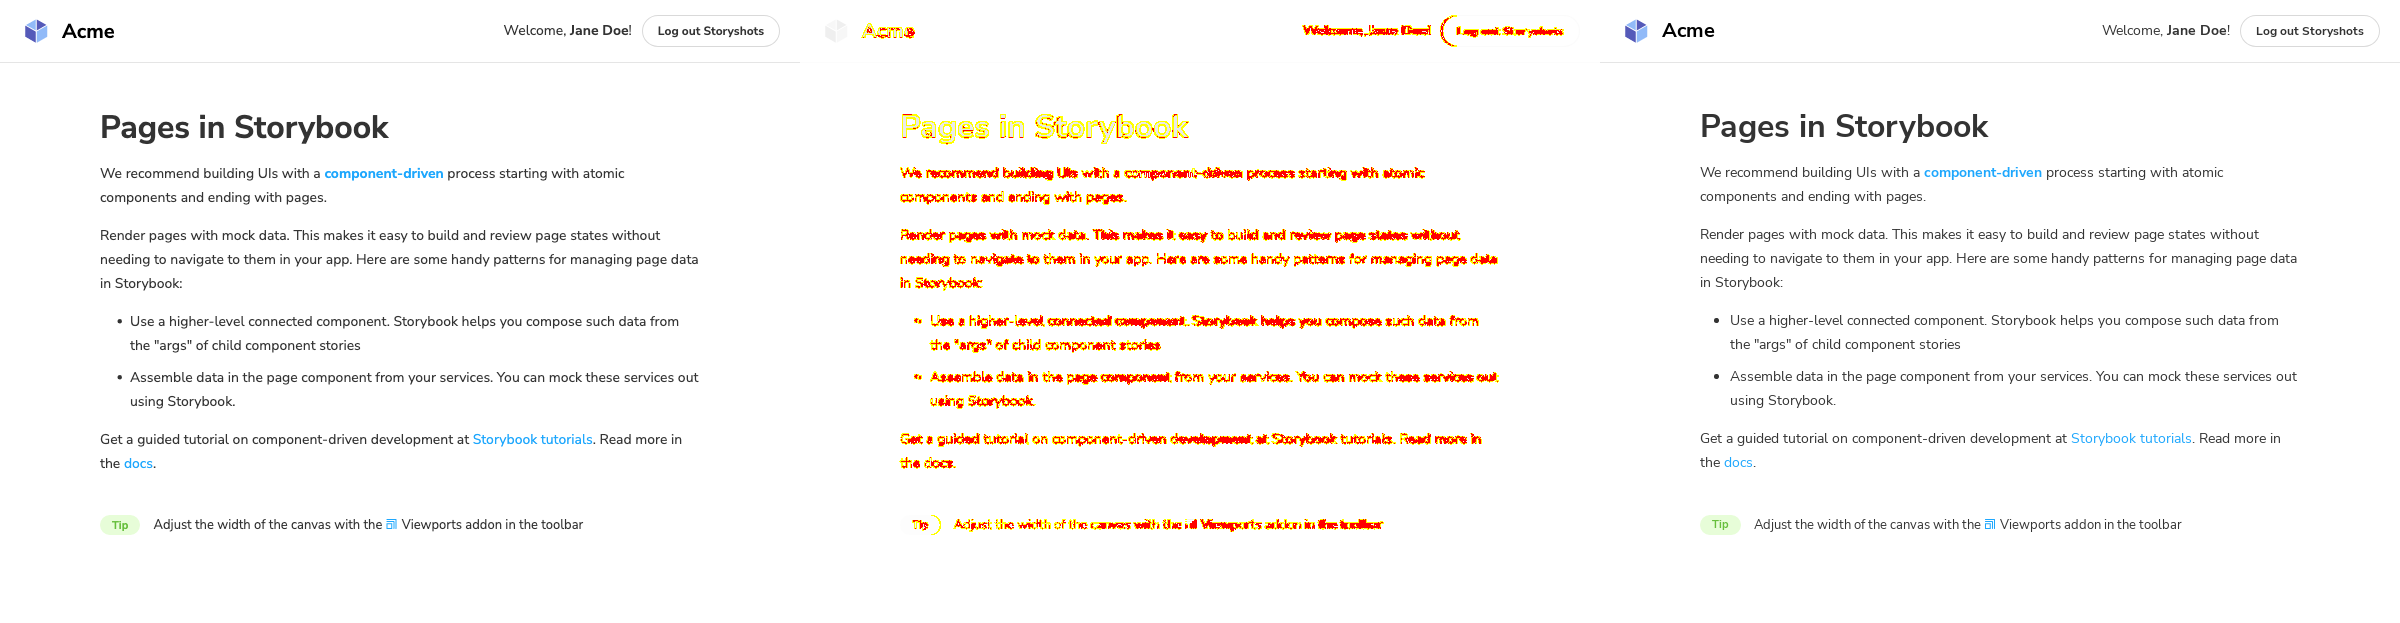 Acme
Welcome, Jane Doe!
Log out Storyshots
Pages in Storybook
We recommend building UIs with a component-driven process starting with atomic
components and ending with pages.
Render pages with mock data. This makes it easy to build and review page states without
needing to navigate to them in your app. Here are some handy patterns for managing page data
in Storybook:
• Use a higher-level connected component. Storybook helps you compose such data from
the "args" of child component stories
• Assemble data in the page component from your services. You can mock these services out
using Storybook.
Get a guided tutorial on component-driven development at Storybook tutorials. Read more in
the docs.
Tip Adjust the width of the canvas with the Viewports addon in the toolbar
Acme
Welcome, Jane Doe!
Log out Storyshots
Pages in Storybook
We recommend building UIs with a component-driven process starting with atomic
components and ending with pages.
Render pages with mock data. This makes it easy to build and review page states without
needing to navigate to them in your app. Here are some handy patterns for managing page data
in Storybook:
• Use a higher-level connected component. Storybook helps you compose such data from
the "args" of child component stories
• Assemble data in the page component from your services. You can mock these services out
using Storybook.
Get a guided tutorial on component-driven development at Storybook tutorials. Read more in
the docs.
Tip Adjust the width of the canvas with the Viewports addon in the toolbar
Acme
Welcome, Jane Doe!
Log out Storyshots
Pages in Storybook
We recommend building UIs with a component-driven process starting with atomic
components and ending with pages.
Render pages with mock data. This makes it easy to build and review page states without
needing to navigate to them in your app. Here are some handy patterns for managing page data
in Storybook:
• Use a higher-level connected component. Storybook helps you compose such data from
the "args" of child component stories
• Assemble data in the page component from your services. You can mock these services out
using Storybook.
Get a guided tutorial on component-driven development at Storybook tutorials. Read more in
the docs.
Tip Adjust the width of the canvas with the Viewports addon in the toolbar